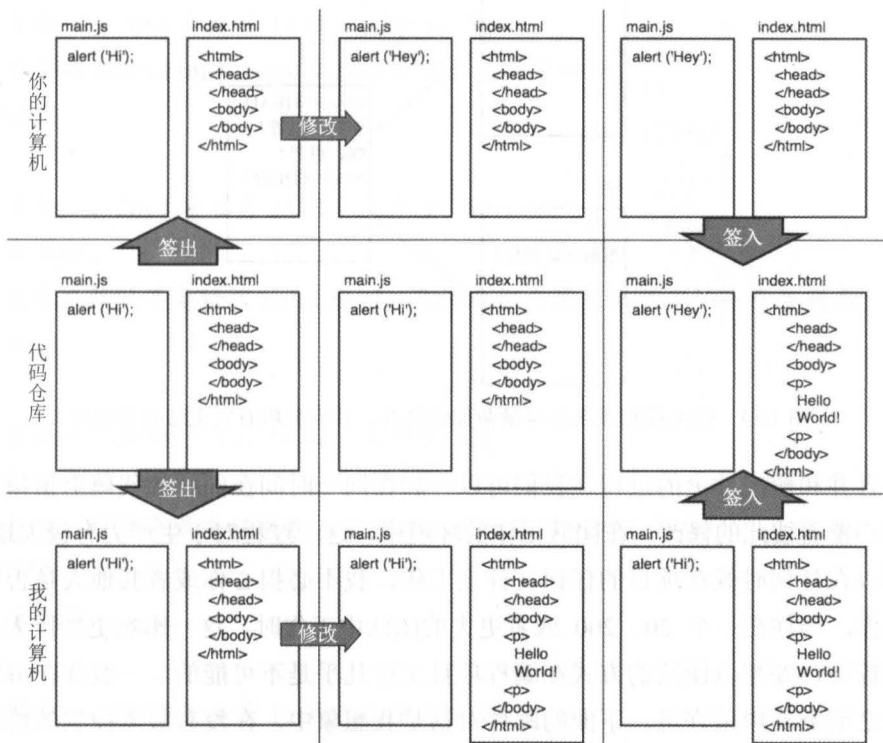 你的计算机
main.js
alert ('Hi');
index.html
<html>
<head>
</head>
<body>
</body>
</html>
修改
main.js
alert ('Hey');
index.html
<html>
<head>
</head>
<body>
</body>
</html>
main.js
alert ('Hey');
index.html
<html>
<head>
</head>
<body>
</body>
</html>
签出
签入
代码仓库
main.js
alert ('Hi');
index.html
<html>
<head>
</head>
<body>
</body>
</html>
main.js
alert ('Hi');
index.html
<html>
<head>
</head>
<body>
</body>
</html>
main.js
alert ('Hey');
index.html
<html>
<head>
</head>
<body>
<p>
Hello
World!
<p>
</body>
</html>
签出
签入
我的计算机
main.js
alert ('Hi');
index.html
<html>
<head>
</head>
<body>
</body>
</html>
修改
main.js
alert ('Hi');
index.html
<html>
<head>
</head>
<body>
<p>
Hello
World!
<p>
</body>
</html>
main.js
alert ('Hi');
index.html
<html>
<head>
</head>
<body>
<p>
Hello
World!
<p>
</body>
</html>